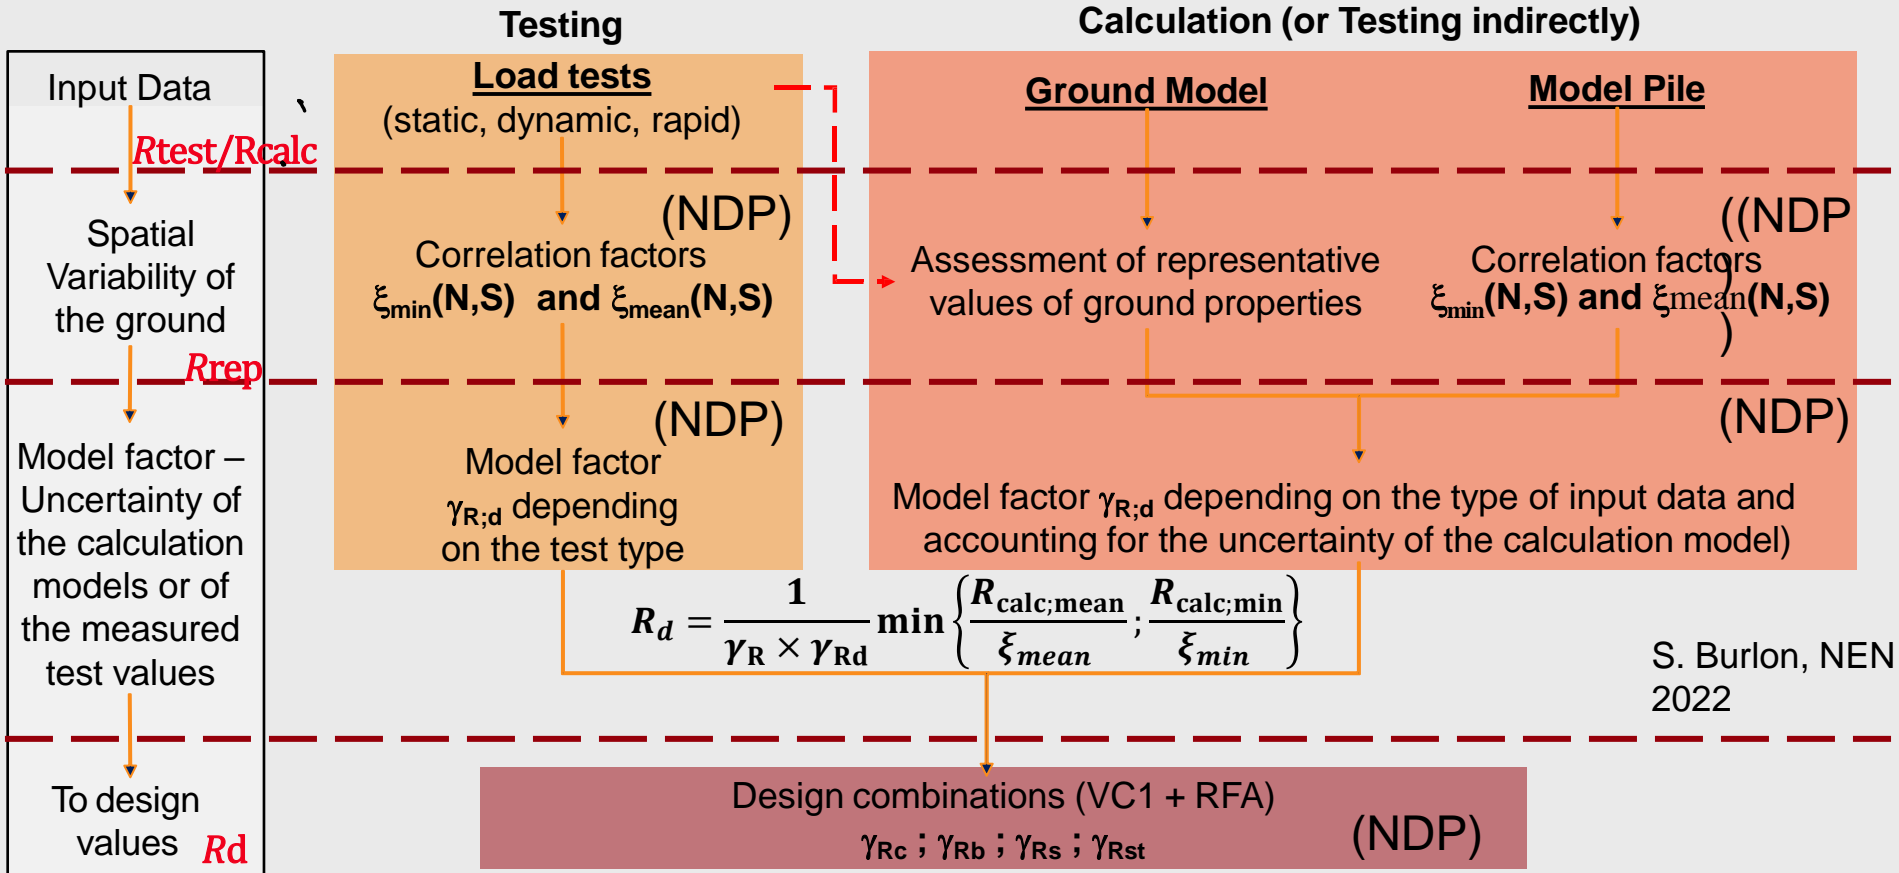 Testing
Calculation (or Testing indirectly)
Input Data
Rtest/Rcalc
Spatial
Variability of
the ground
Rrep
Model factor –
Uncertainty of
the calculation
models or of
the measured
test values
To design
values Rd
Load tests
(static, dynamic, rapid)
(NDP)
Correlation factors
ξmin(N,S) and ξmean(N,S)
(NDP)
Model factor
γR;d depending
on the test type
Ground Model
Assessment of representative
values of ground properties
Model Pile
((NDP
)
Correlation factors
ξmin(N,S) and ξmean(N,S)
)
(NDP)
Model factor γR;d depending on the type of input data and
accounting for the uncertainty of the calculation model)
R_d = 1 / (γR × γRd) min { Rcalc;mean / ξmean ; Rcalc;min / ξmin }
S. Burlon, NEN
2022
Design combinations (VC1 + RFA)
γRc ; γRb ; γRs ; γRst
(NDP)